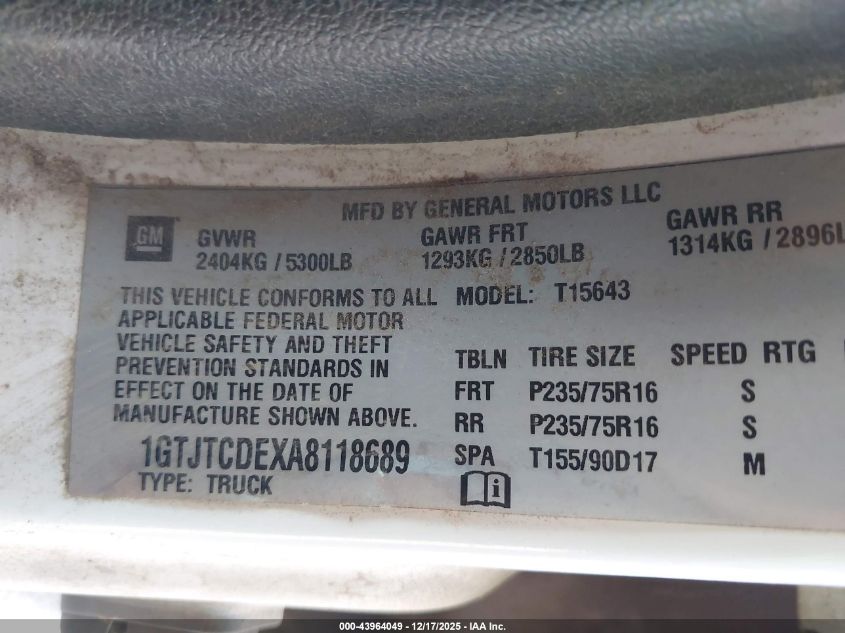 MFD BY GENERAL MOTORS LLC
GM
GVWR GAWR FRT GAWR RR
2404KG / 5300LB 1293KG / 2850LB 1314KG / 2896L
THIS VEHICLE CONFORMS TO ALL MODEL: T15643
APPLICABLE FEDERAL MOTOR
VEHICLE SAFETY AND THEFT
PREVENTION STANDARDS IN TBLN TIRE SIZE SPEED RTG
EFFECT ON THE DATE OF FRT P235/75R16 S
MANUFACTURE SHOWN ABOVE. RR P235/75R16 S
1GTJTCDEXA8118689 SPA T155/90D17 M
TYPE: TRUCK
000-43964049 - 12/17/2025 - IAA Inc.